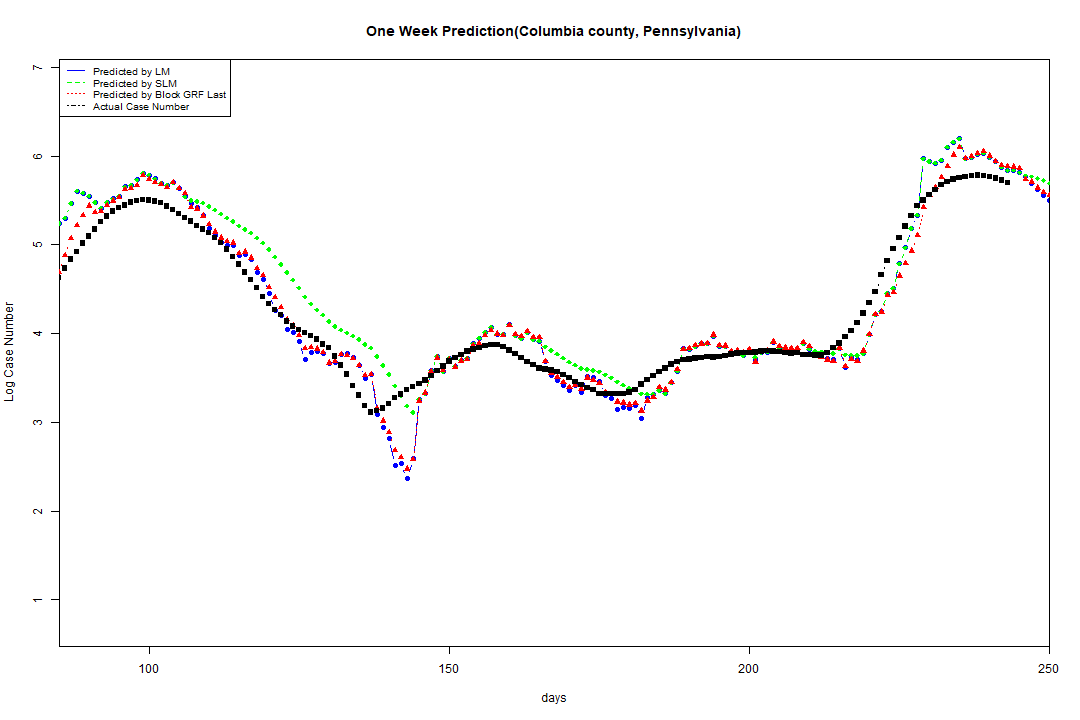 One Week Prediction(Columbia county, Pennsylvania)
Predicted by LM
Predicted by SLM
Predicted by Block GRF Last
Actual Case Number
7
6
5
4
3
2
1
Log Case Number
100
150
200
250
days